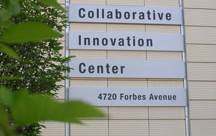 Collaborative
Innovation
Center
4720 Forbes Avenue